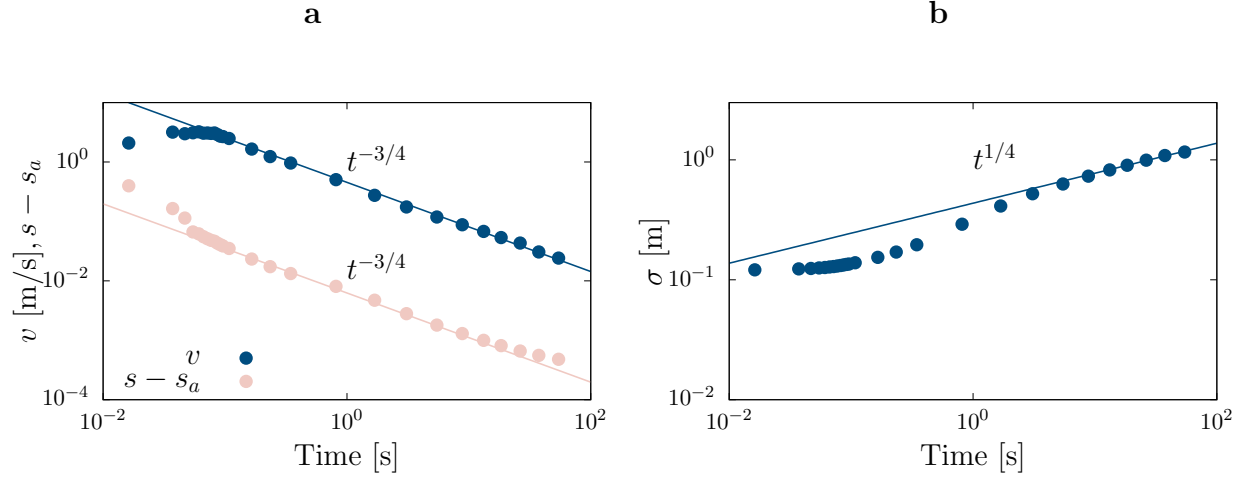 a
v [m/s], s − s_a
10^0
10^{-2}
10^{-4}
t^{-3/4}
t^{-3/4}
v
s − s_a
10^{-2}
10^0
10^2
Time [s]
b
σ [m]
10^0
10^{-1}
10^{-2}
t^{1/4}
10^{-2}
10^0
10^2
Time [s]